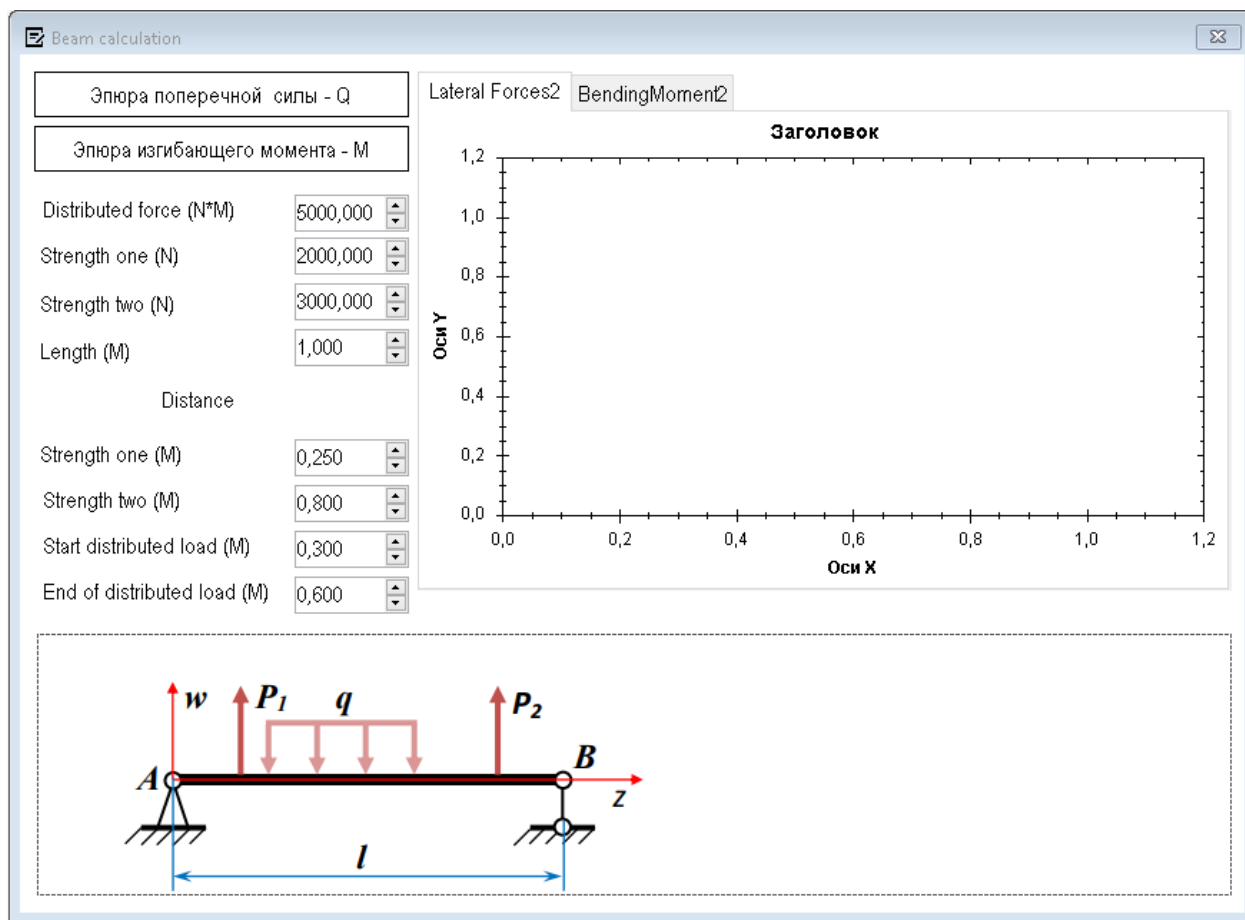 Beam calculation
Эпюра поперечной силы - Q
Эпюра изгибающего момента - М
Distributed force (N*M)
5000,000
Strength one (N)
2000,000
Strength two (N)
3000,000
Length (M)
1,000
Distance
Strength one (M)
0,250
Strength two (M)
0,800
Start distributed load (M)
0,300
End of distributed load (M)
0,600
Lateral Forces2
BendingMoment2
Заголовок
1,2
1,0
0,8
0,6
0,4
0,2
0,0
Оси Y
0,0 0,2 0,4 0,6 0,8 1,0 1,2
Оси X
w P1 q P2
A B
z
l